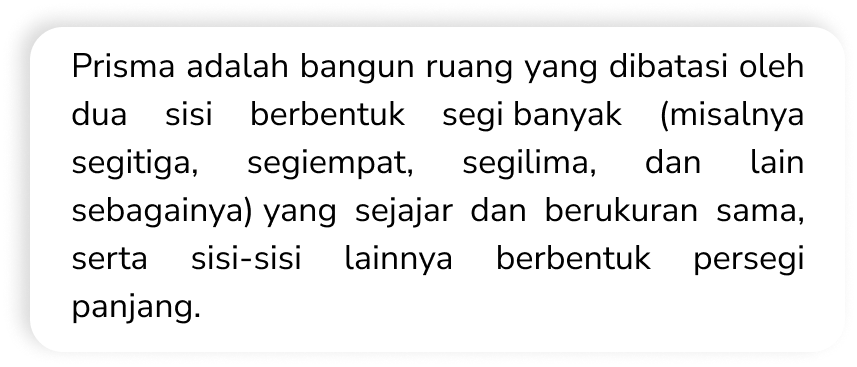 Prisma adalah bangun ruang yang dibatasi oleh
dua sisi berbentuk segi banyak (misalnya
segitiga, segiempat, segilima, dan lain
sebagainya) yang sejajar dan berukuran sama,
serta sisi-sisi lainnya berbentuk persegi
panjang.